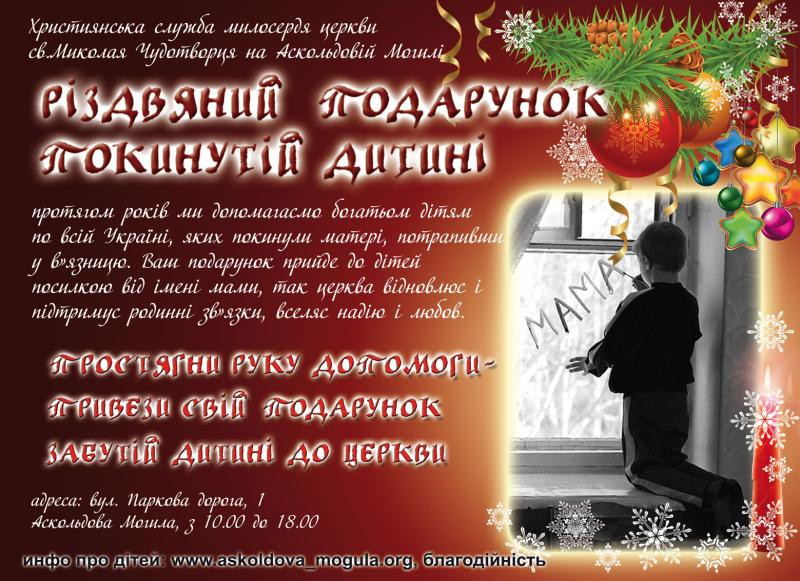 Християнська служба милосердя церкви
св.Миколая Чудотворця на Аскольдовій Могилі
РІЗДВЯНИЙ ПОДАРУНОК
ПОКИНУТІЙ ДИТИНІ
протягом років ми допомагаємо богатьом дітям
по всій Україні, яких покинули матері, потрапивши
у в»язницю. Ваш подарунок прийде до дітей
посилкою від імені мами, так церква відновлює і
підтримує родинні зв»язки, вселяє надію і любов.
МАМА
ПРОСТЯГНИ РУКУ ДОПОМОГИ-
ПРИВЕЗИ СВІЙ ПОДАРУНОК
ЗАБУТІЙ ДИТИНІ ДО ЦЕРКВИ
адреса: вул. Паркова дорога, 1
Аскольдова Могила, з 10.00 до 18.00
инфо про дітей: www.askoldova_mogula.org, благодійність